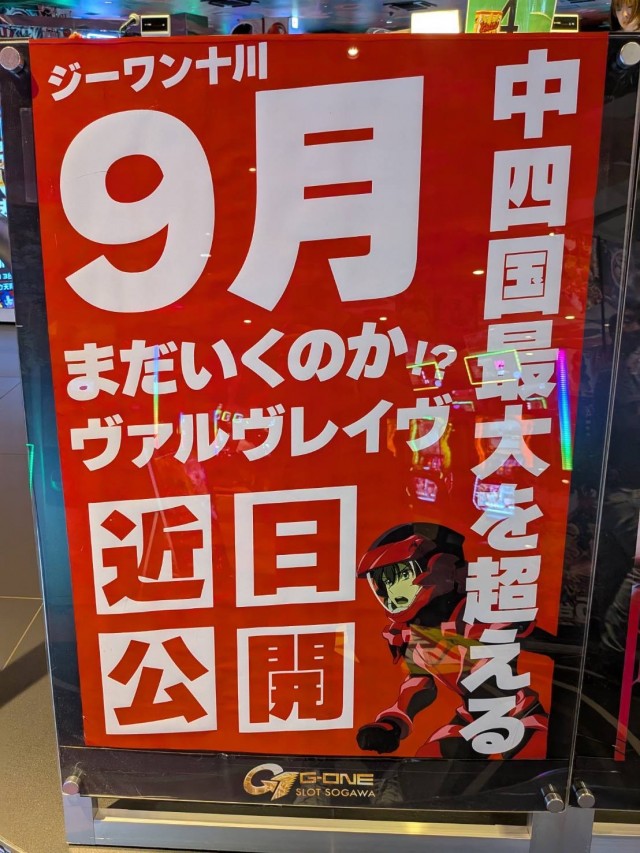 ジーワン十川
9月
まだいくのか!?
ヴァルヴレイヴ
近日
公開
中四国最大を超える
G-ONE
SLOT SOGAWA
4